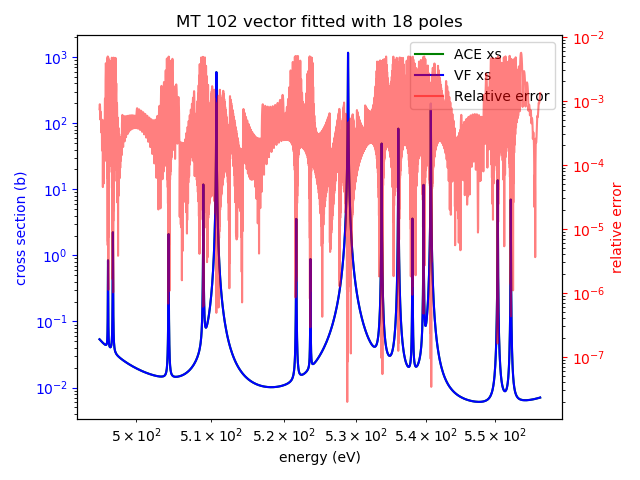 MT 102 vector fitted with 18 poles
ACE xs
VF xs
Relative error
cross section (b)
10³
10²
10¹
10⁰
10⁻¹
10⁻²
relative error
10⁻²
10⁻³
10⁻⁴
10⁻⁵
10⁻⁶
10⁻⁷
5 × 10² 5.1 × 10² 5.2 × 10² 5.3 × 10² 5.4 × 10² 5.5 × 10²
energy (eV)